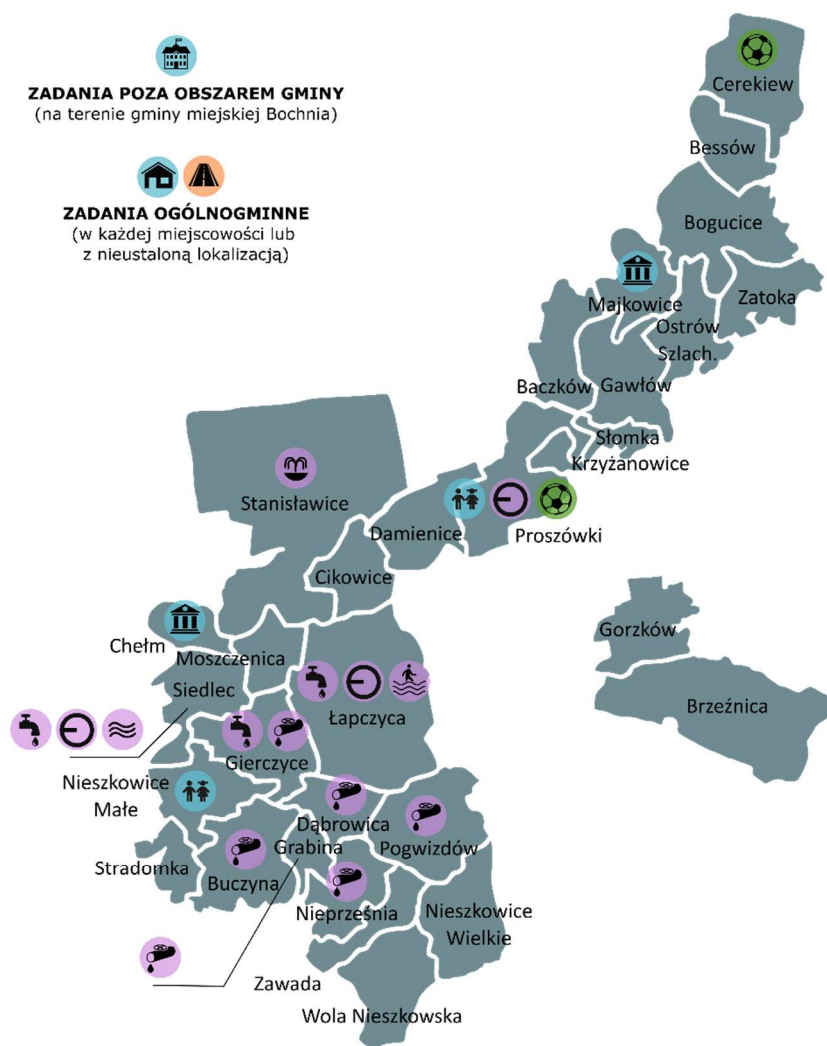 ZADANIA POZA OBSZAREM GMINY
(na terenie gminy miejskiej Bochnia)
ZADANIA OGÓLNOGMINNE
(w każdej miejscowości lub
z nieustaloną lokalizacją)
Cerekiew
Bessów
Bogucice
Majkowice
Zatoka
Ostrów
Szlach.
Baczków
Gawłów
Słomka
Krzyżanowice
Stanisławice
Damienice
Proszówki
Cikowice
Chełm
Moszczenica
Siedlec
Łapczyca
Gorzków
Brzeźnica
Gierczyce
Nieszkowice
Małe
Dąbrowica
Grabina
Pogwizdów
Stradomka
Buczyna
Nieprześnia
Nieszkowice
Wielkie
Zawada
Wola Nieszkowska